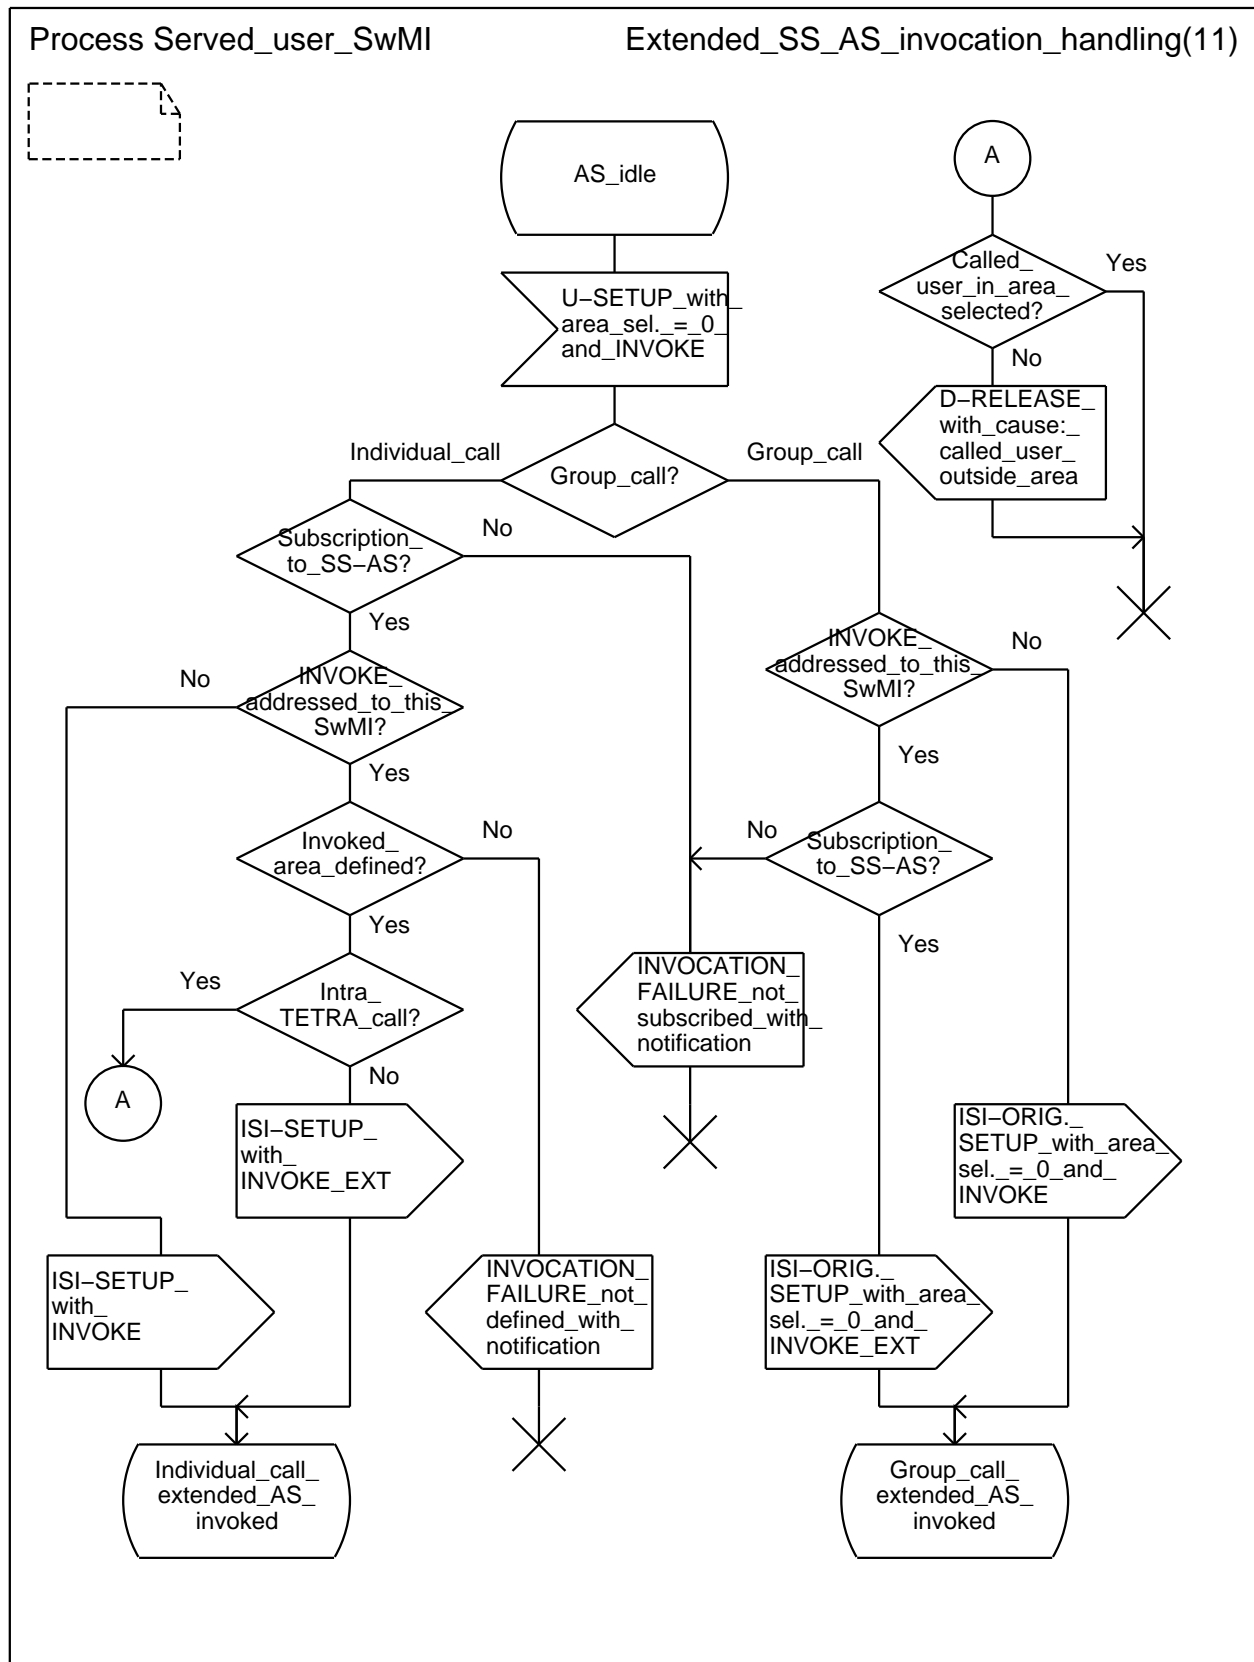 Process Served_user_SwMI
Extended_SS_AS_invocation_handling(11)
AS_idle
A
Called_
user_in_area_
selected?
Yes
No
U−SETUP_with_
area_sel._=_0_
and_INVOKE
D−RELEASE_
with_cause:_
called_user_
outside_area
Individual_call
Group_call?
Group_call
Subscription_
to_SS−AS?
No
Yes
INVOKE_
addressed_to_this_
SwMI?
No
Yes
INVOKE_
addressed_to_this_
SwMI?
No
Yes
Invoked_
area_defined?
No
Yes
Subscription_
to_SS−AS?
No
Yes
Intra_
TETRA_call?
Yes
No
INVOCATION_
FAILURE_not_
subscribed_with_
notification
A
ISI−SETUP_
with_
INVOKE_EXT
ISI−ORIG._
SETUP_with_area_
sel._=_0_and_
INVOKE
ISI−SETUP_
with_
INVOKE
INVOCATION_
FAILURE_not_
defined_with_
notification
ISI−ORIG._
SETUP_with_area_
sel._=_0_and_
INVOKE_EXT
Individual_call_
extended_AS_
invoked
Group_call_
extended_AS_
invoked